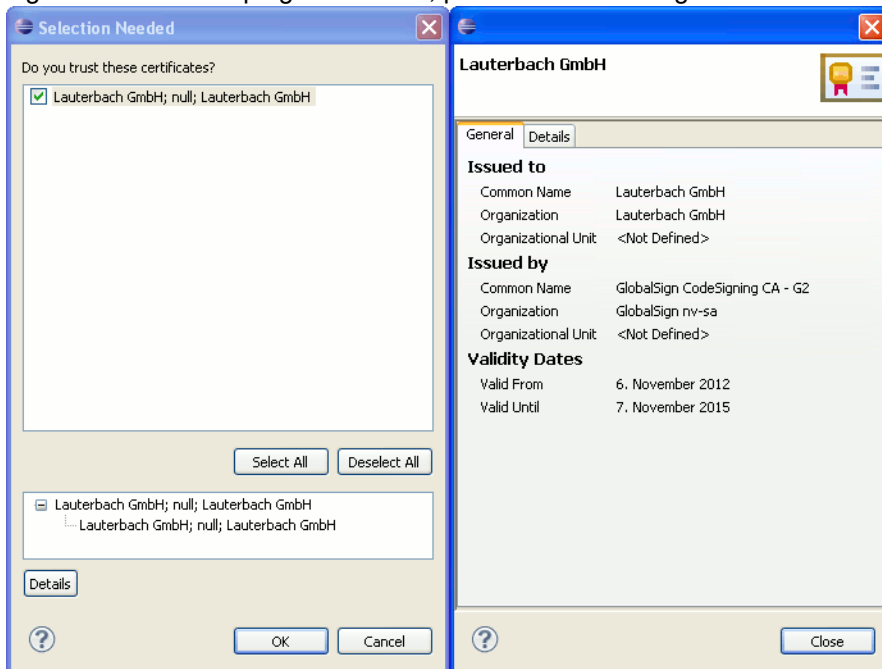 Selection Needed
Do you trust these certificates?
Lauterbach GmbH; null; Lauterbach GmbH
Select All
Deselect All
Lauterbach GmbH; null; Lauterbach GmbH
Lauterbach GmbH; null; Lauterbach GmbH
Details
?
OK
Cancel
Lauterbach GmbH
General
Details
Issued to
Common Name Lauterbach GmbH
Organization Lauterbach GmbH
Organizational Unit <Not Defined>
Issued by
Common Name GlobalSign CodeSigning CA - G2
Organization GlobalSign nv-sa
Organizational Unit <Not Defined>
Validity Dates
Valid From 6. November 2012
Valid Until 7. November 2015
?
Close